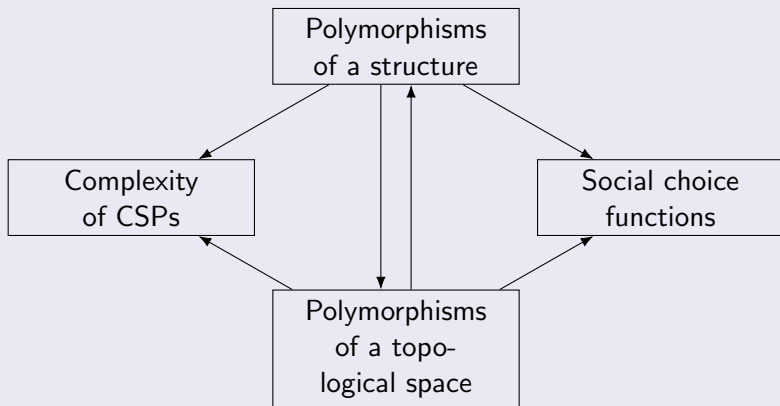 Polymorphisms
of a structure
Complexity
of CSPs
Social choice
functions
Polymorphisms
of a topo-
logical space